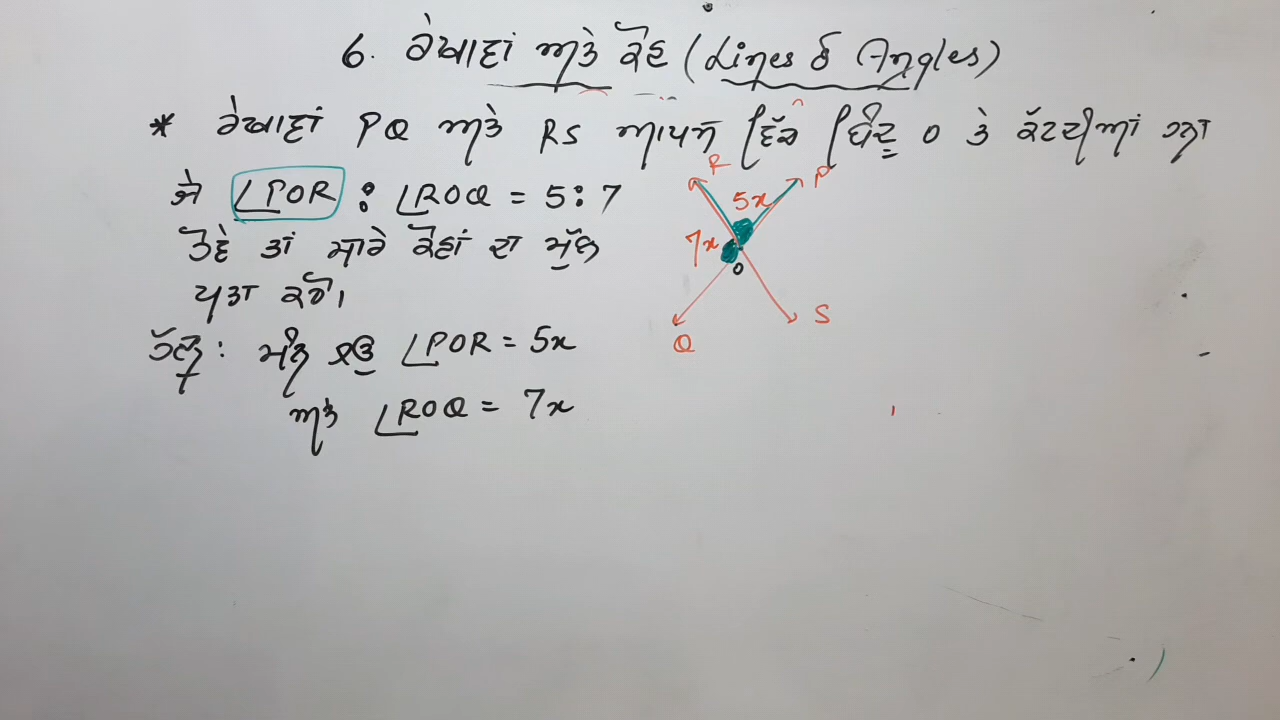 6. ਰੇਖਾਵਾਂ ਅਤੇ ਕੋਣ (Lines & Angles)
* ਰੇਖਾਵਾਂ PQ ਅਤੇ RS ਆਪਸ ਵਿੱਚ ਬਿੰਦੂ O ਤੇ ਕੱਟਦੀਆਂ ਹਨ
ਜੇ ∠POR : ∠ROQ = 5:7
ਹੋਵੇ ਤਾਂ ਸਾਰੇ ਕੋਣਾਂ ਦਾ ਮੁੱਲ
ਪਤਾ ਕਰੋ।
ਹੱਲ: ਮੰਨ ਲਉ ∠POR = 5x
ਅਤੇ ∠ROQ = 7x
R P
5x
7x
O
S
Q